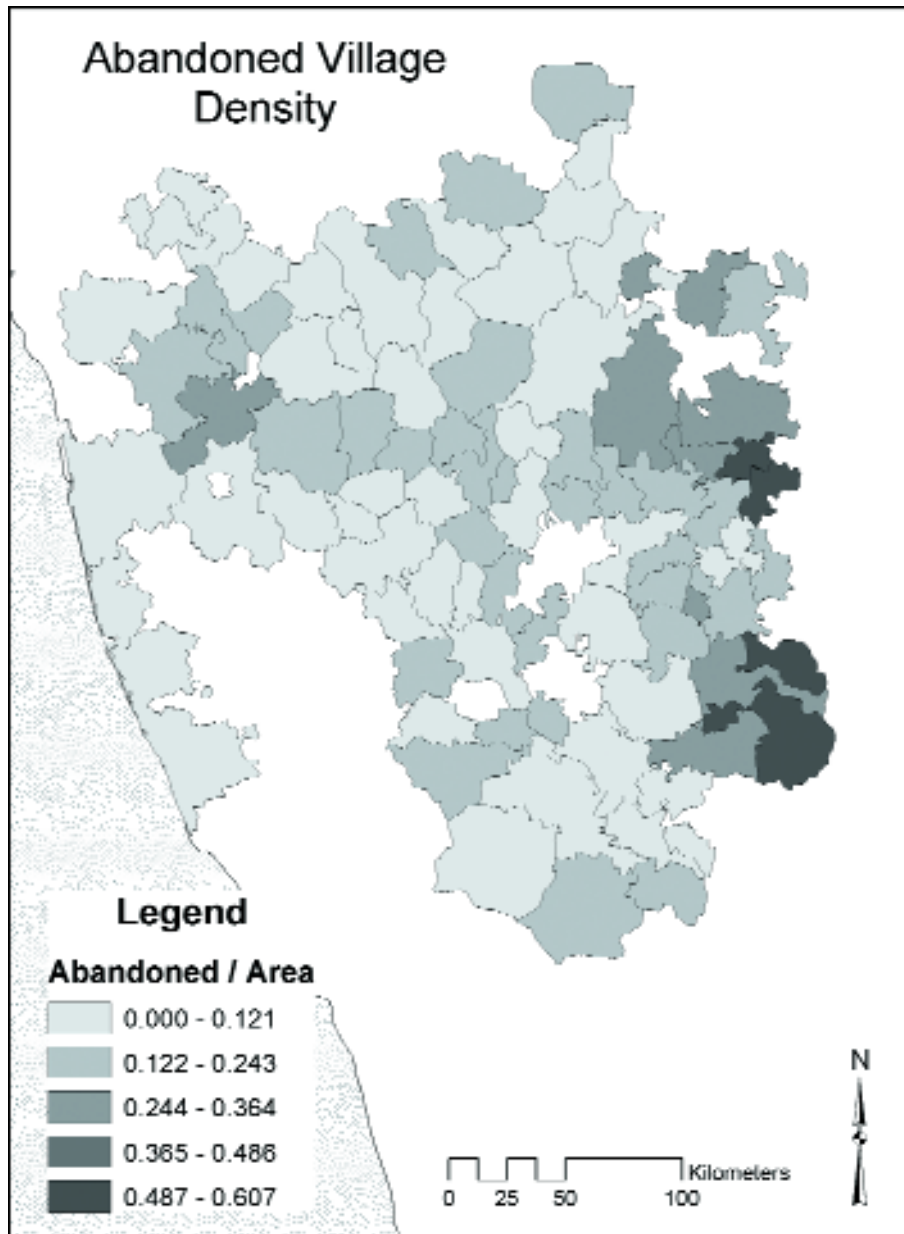 Abandoned Village
Density
Legend
Abandoned / Area
0.000 - 0.121
0.122 - 0.243
0.244 - 0.364
0.365 - 0.486
0.487 - 0.607
N
Kilometers
0 25 50 100